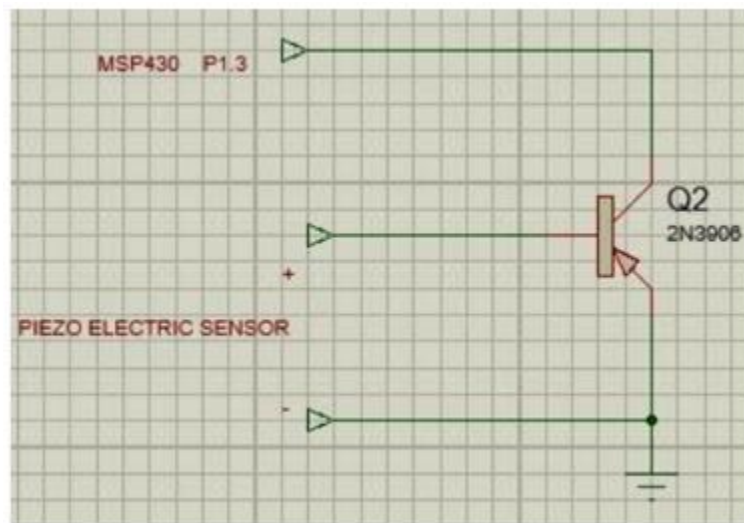 MSP430 P1.3
Q2
2N3906
+
PIEZO ELECTRIC SENSOR
-